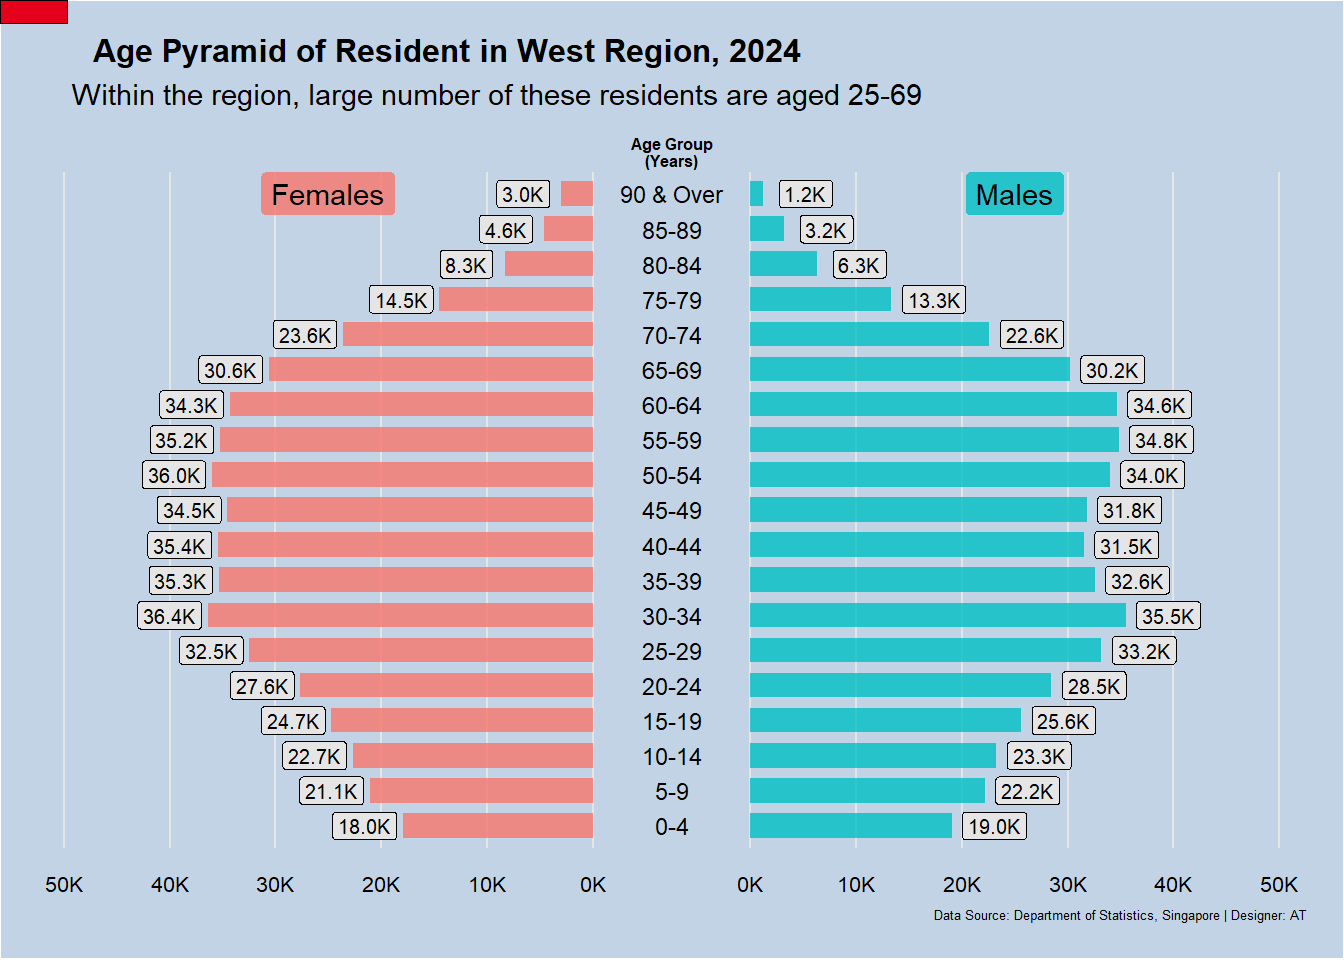 Age Pyramid of Resident in West Region, 2024
Within the region, large number of these residents are aged 25-69
Age Group
(Years)
Females
Males
3.0K 90 & Over 1.2K
4.6K 85-89 3.2K
8.3K 80-84 6.3K
14.5K 75-79 13.3K
23.6K 70-74 22.6K
30.6K 65-69 30.2K
34.3K 60-64 34.6K
35.2K 55-59 34.8K
36.0K 50-54 34.0K
34.5K 45-49 31.8K
35.4K 40-44 31.5K
35.3K 35-39 32.6K
36.4K 30-34 35.5K
32.5K 25-29 33.2K
27.6K 20-24 28.5K
24.7K 15-19 25.6K
22.7K 10-14 23.3K
21.1K 5-9 22.2K
18.0K 0-4 19.0K
50K 40K 30K 20K 10K 0K 0K 10K 20K 30K 40K 50K
Data Source: Department of Statistics, Singapore | Designer: AT